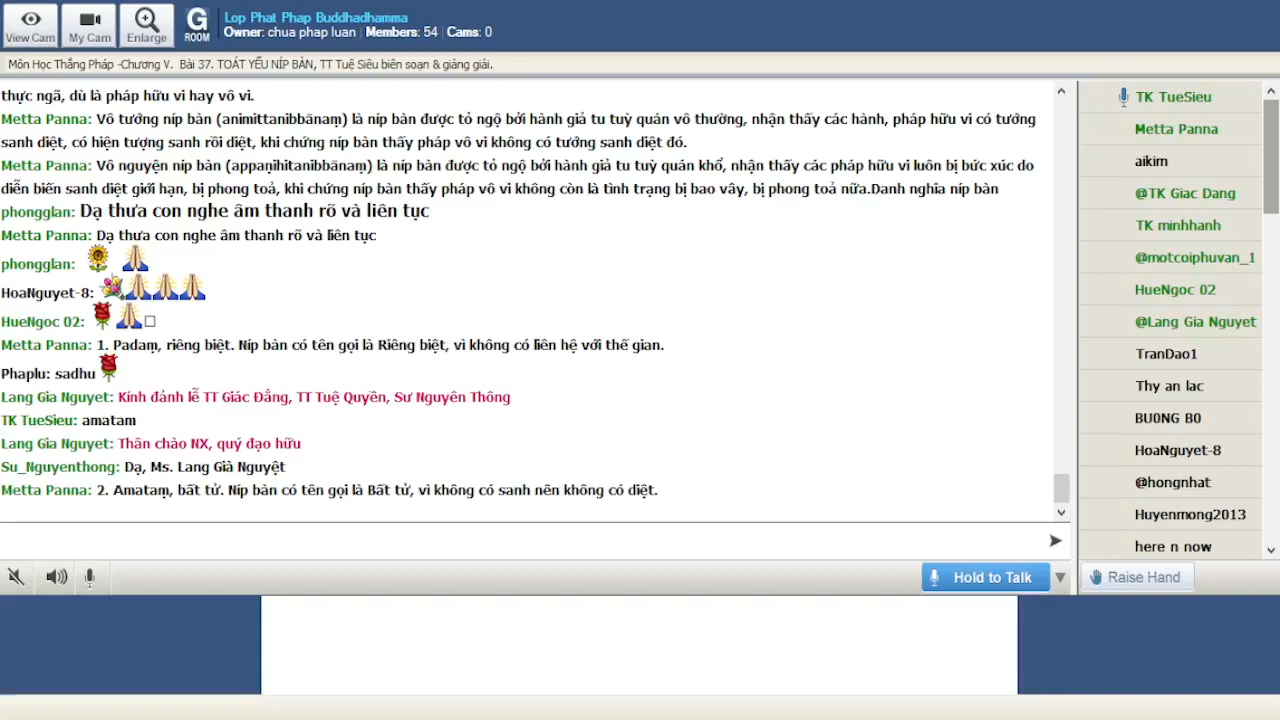 View Cam
My Cam
Enlarge
G
ROOM
Lop Phat Phap Buddhadhamma
Owner: chua phap luan | Members: 54 | Cams: 0
Môn Học Thắng Pháp -Chương V. Bài 37. TOÁT YẾU NÍP BÀN, TT Tuệ Siêu biên soạn & giảng giải.
thực ngã, dù là pháp hữu vi hay vô vi.
Metta Panna: Vô tướng níp bàn (animittanibbānaṃ) là níp bàn được tỏ ngộ bởi hành giả tu tuỳ quán vô thường, nhận thấy các hành, pháp hữu vi có tướng
sanh diệt, có hiện tượng sanh rồi diệt, khi chứng níp bàn thấy pháp vô vi không có tướng sanh diệt đó.
Metta Panna: Vô nguyện níp bàn (appaṇihitanibbānaṃ) là níp bàn được tỏ ngộ bởi hành giả tu tuỳ quán khổ, nhận thấy các pháp hữu vi luôn bị bức xúc do
diễn biến sanh diệt giới hạn, bị phong toả, khi chứng níp bàn thấy pháp vô vi không còn là tình trạng bị bao vây, bị phong toả nữa.Danh nghĩa níp bàn
phongglan: Dạ thưa con nghe âm thanh rõ và liên tục
Metta Panna: Dạ thưa con nghe âm thanh rõ và liên tục
phongglan:
HoaNguyet-8:
HueNgoc 02:
Metta Panna: 1. Padaṃ, riêng biệt. Níp bàn có tên gọi là Riêng biệt, vì không có liên hệ với thế gian.
Phaplu: sadhu
Lang Gia Nguyet: Kính đảnh lễ TT Giác Đẳng, TT Tuệ Quyền, Sư Nguyên Thông
TK TueSieu: amatam
Lang Gia Nguyet: Thân chào NX, quý đạo hữu
Su_Nguyenthong: Dạ, Ms. Lang Già Nguyệt
Metta Panna: 2. Amataṃ, bất tử. Níp bàn có tên gọi là Bất tử, vì không có sanh nên không có diệt.
Hold to Talk
TK TueSieu
Metta Panna
aikim
@TK Giac Dang
TK minhhanh
@motcoiphuvan_1
HueNgoc 02
@Lang Gia Nguyet
TranDao1
Thy an lac
BU0NG B0
HoaNguyet-8
@hongnhat
Huyenmong2013
here n now
Raise Hand